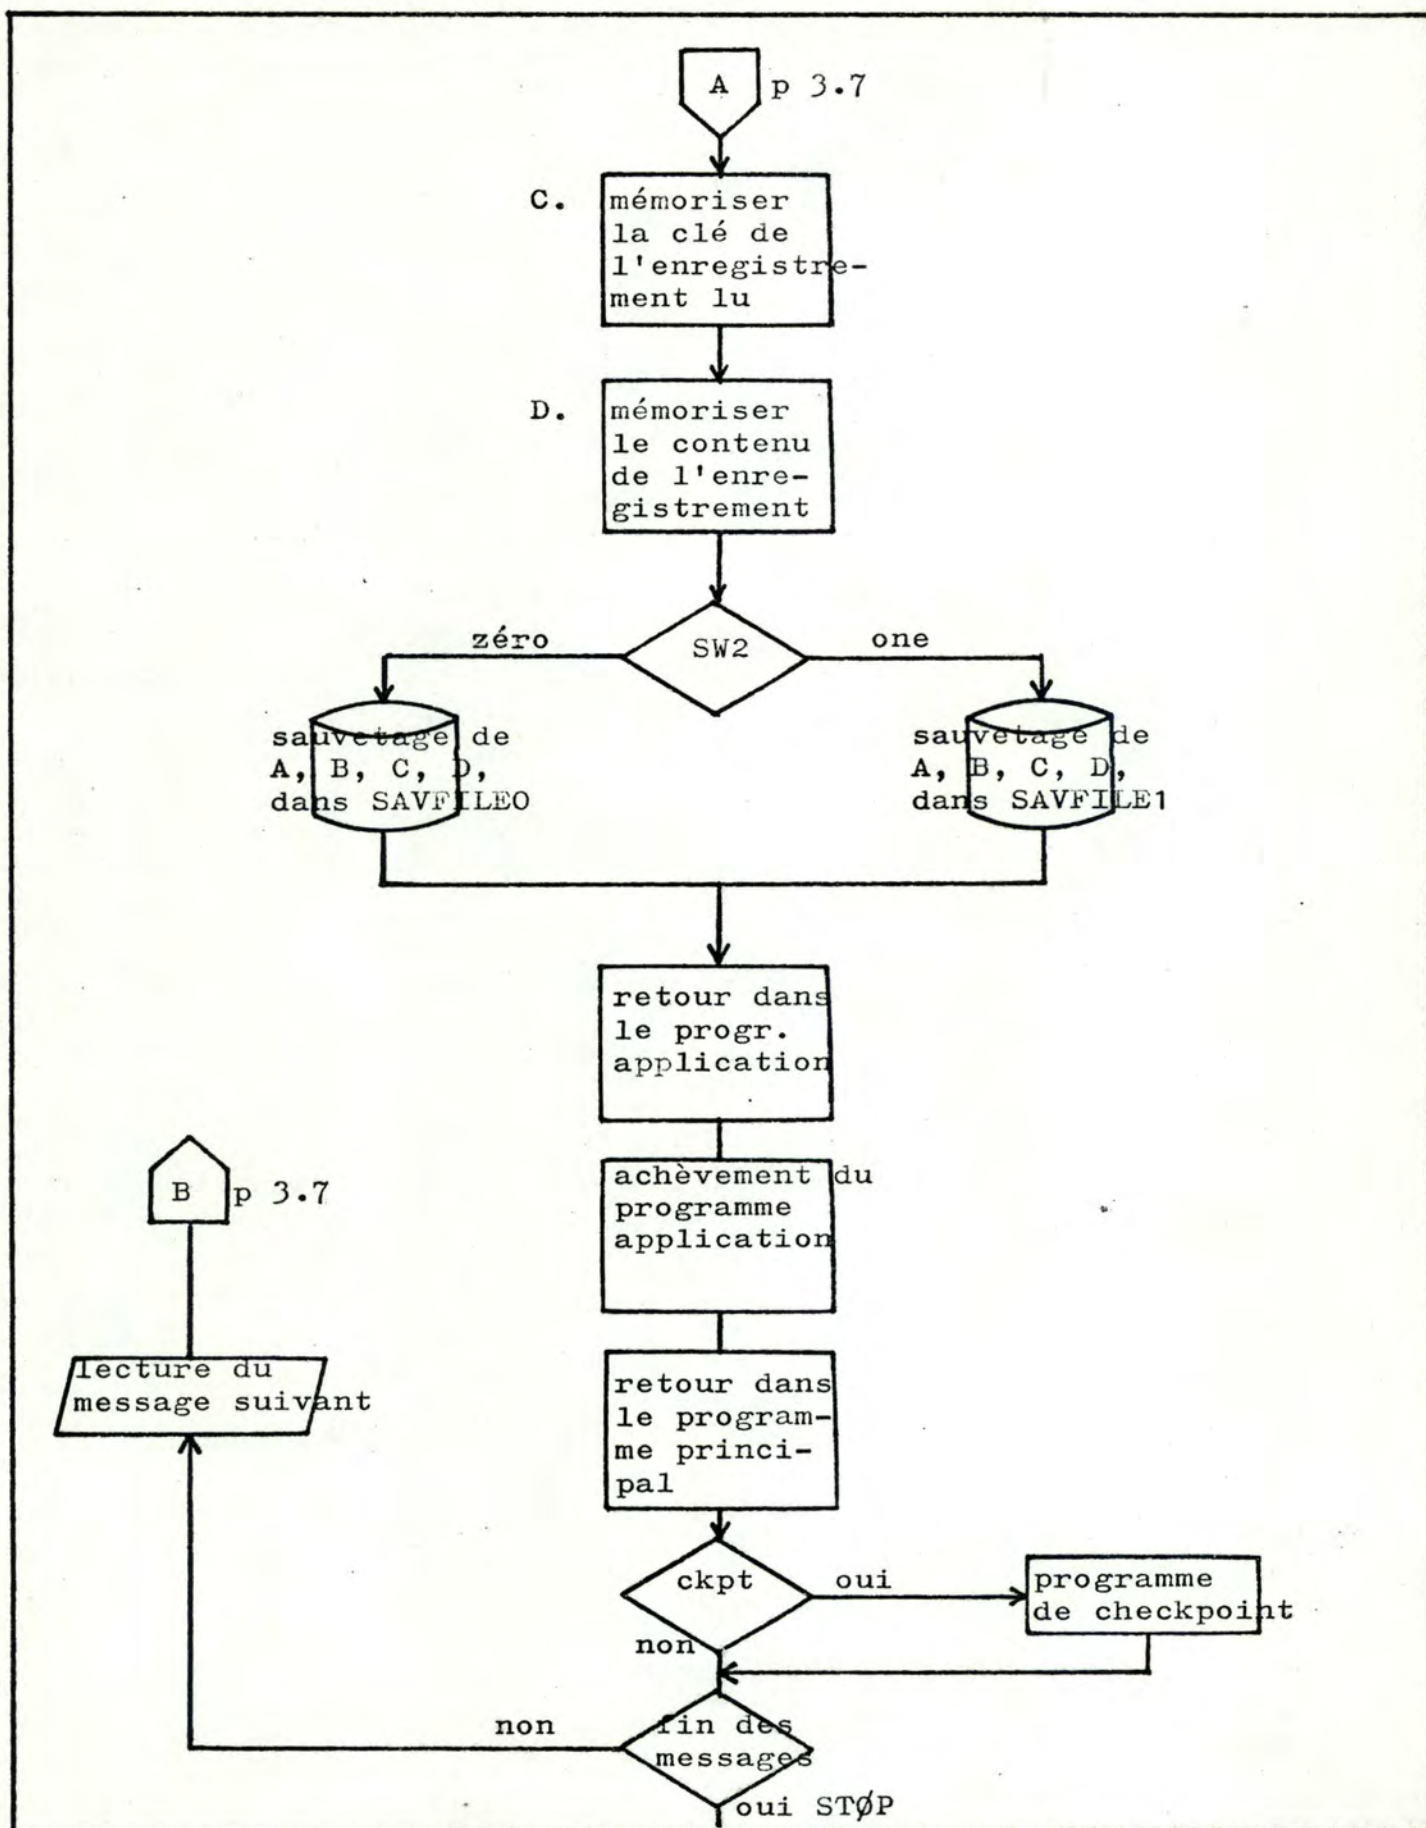 A p 3.7
C. mémoriser
la clé de
l'enregistre-
ment lu
D. mémoriser
le contenu
de l'enre-
gistrement
zéro
SW2
one
sauvetage de
A, B, C, D,
dans SAVFILE0
sauvetage de
A, B, C, D,
dans SAVFILE1
retour dans
le progr.
application
B p 3.7
achèvement du
programme
application
lecture du
message suivant
retour dans
le program-
me princi-
pal
ckpt
oui
programme
de checkpoint
non
non
fin des
messages
oui STØP